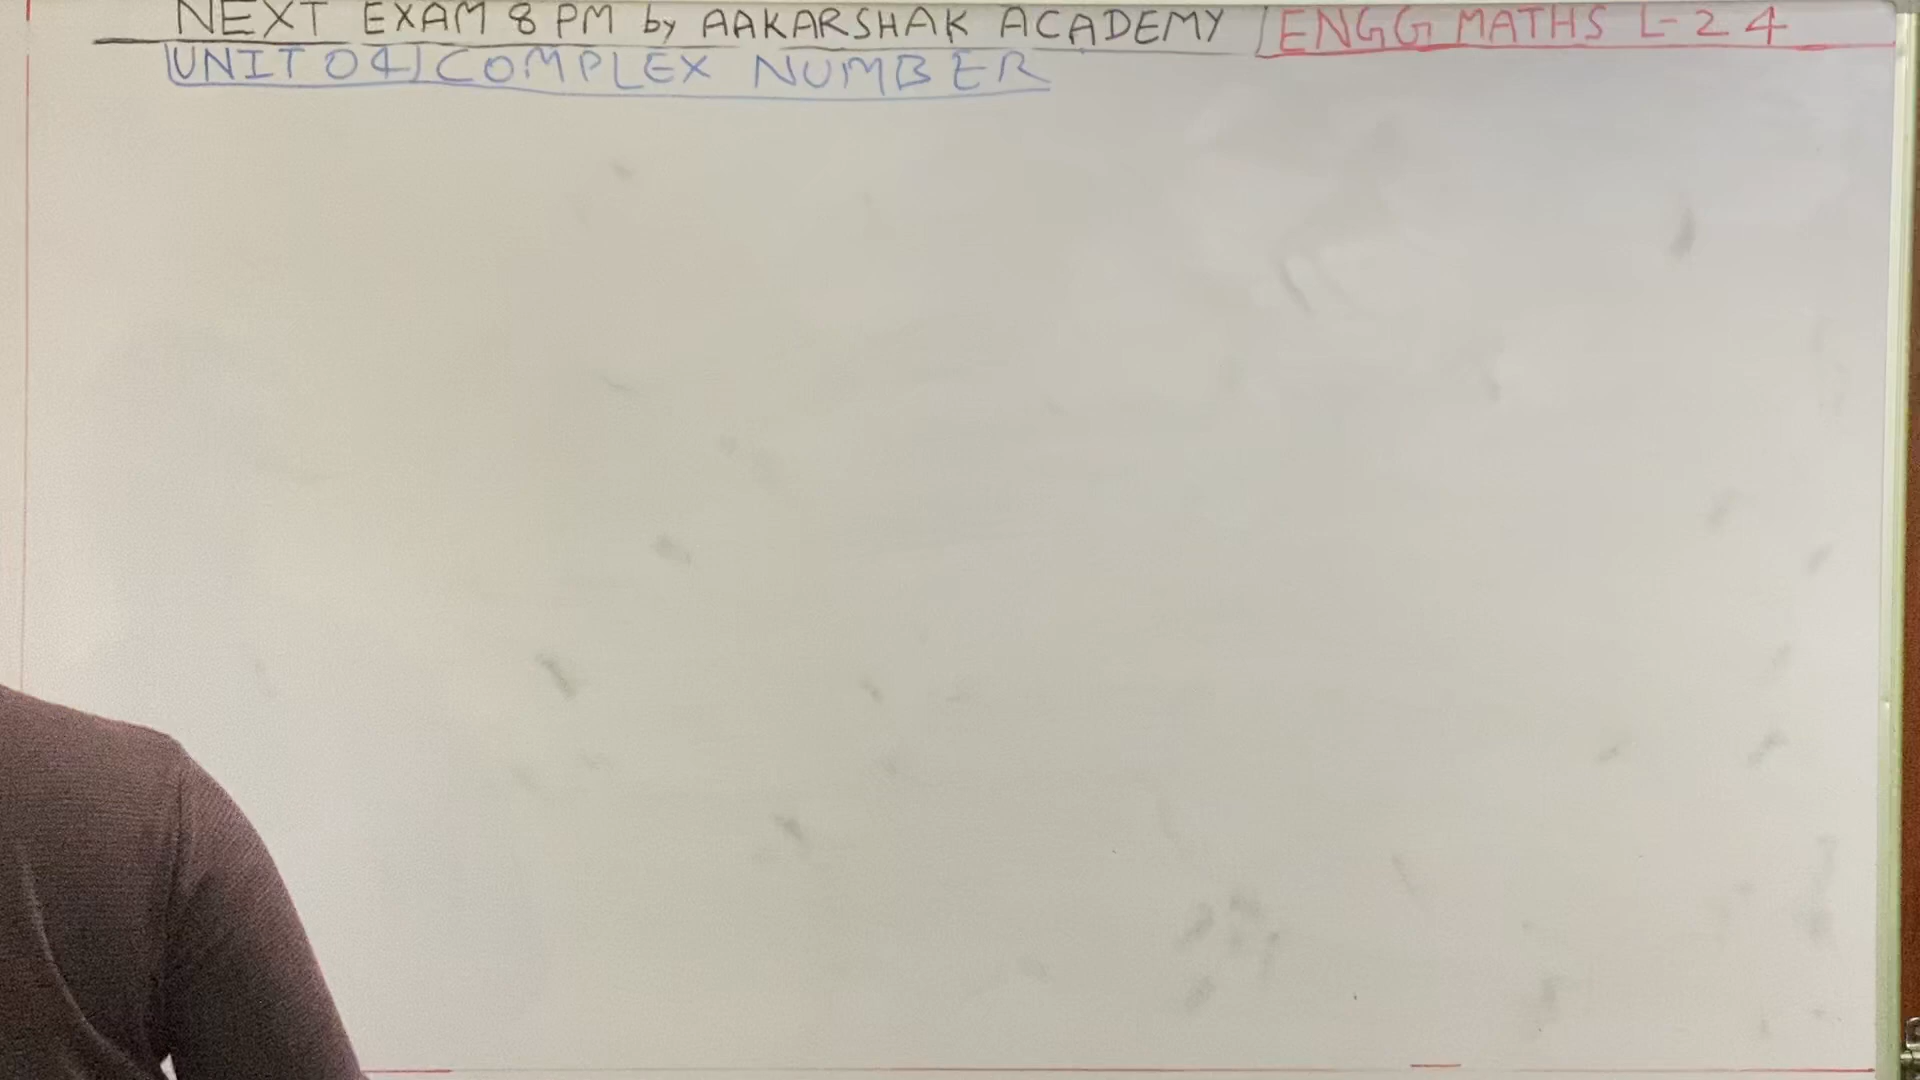 NEXT EXAM 8 PM by AAKARSHAK ACADEMY ENGG MATHS L-24
UNIT 04 COMPLEX NUMBER